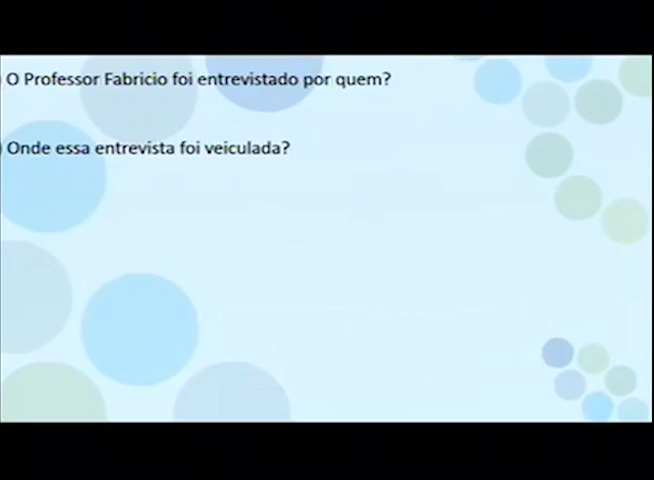 ) O Professor Fabricio foi entrevistado por quem?
) Onde essa entrevista foi veiculada?